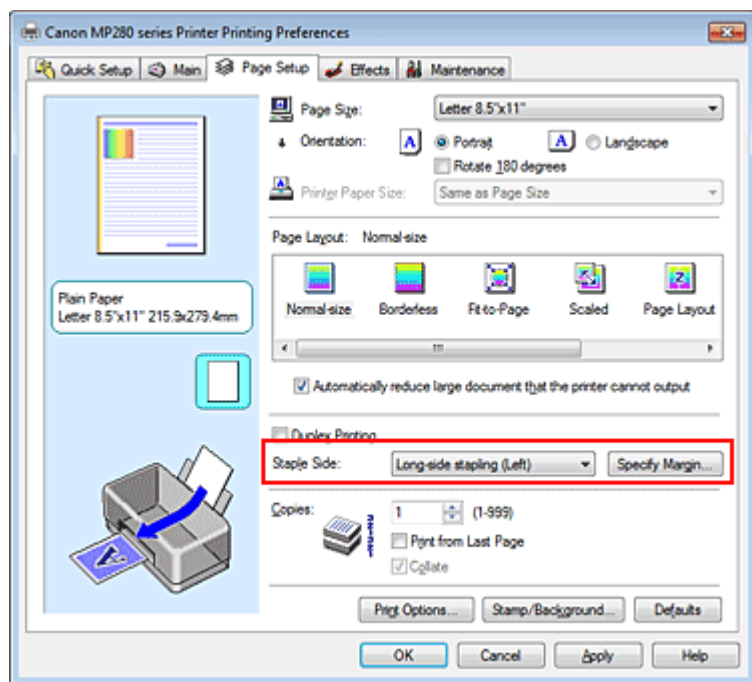 Canon MP280 series Printer Printing Preferences
Quick Setup Main Page Setup Effects Maintenance
Page Size: Letter 8.5"x11"
Orientation: A Portrait A Landscape
Rotate 180 degrees
Printer Paper Size: Same as Page Size
Page Layout: Normal-size
Normal-size Borderless Fit-to-Page Scaled Page Layout
Plain Paper
Letter 8.5"x11" 215.9x279.4mm
Automatically reduce large document that the printer cannot output
Duplex Printing
Staple Side: Long-side stapling (Left) Specify Margin...
Copies: 1 (1-999)
Print from Last Page
Collate
Print Options... Stamp/Background... Defaults
OK Cancel Apply Help